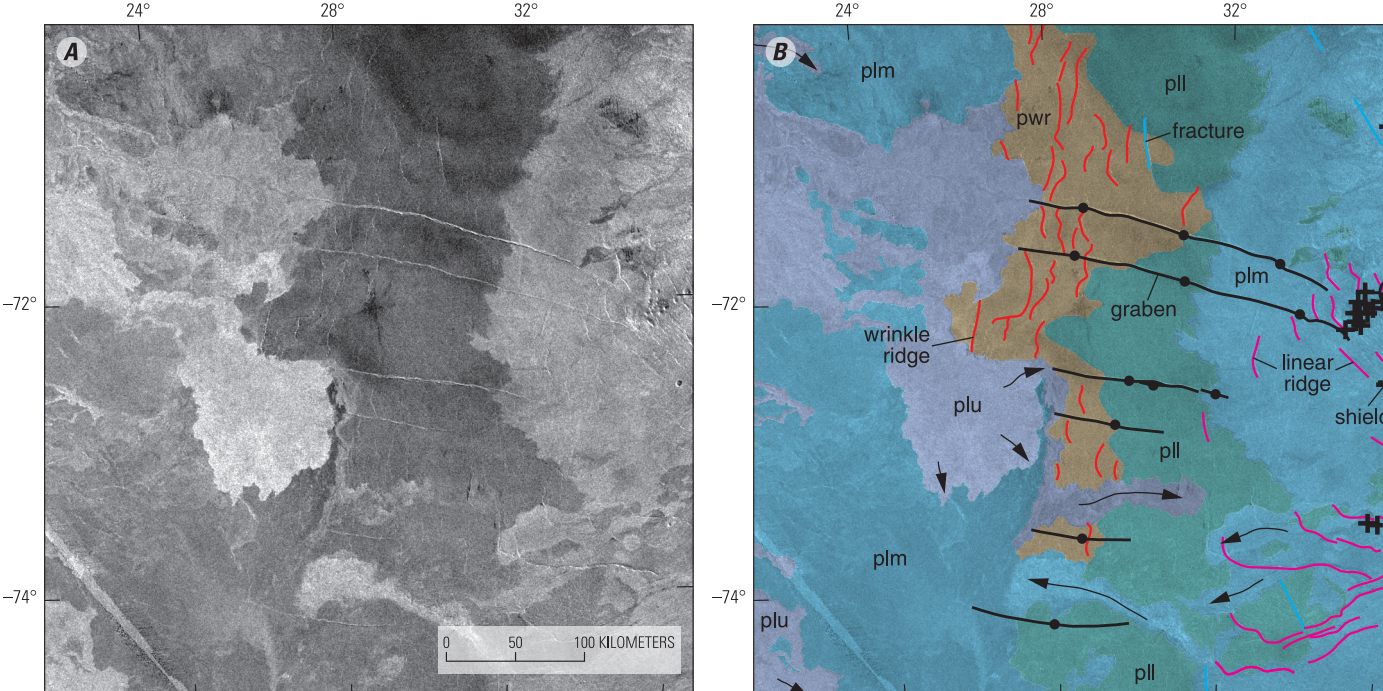 24°
28°
32°
A
−72°
−74°
0 50 100 KILOMETERS
24°
28°
32°
B
plm
pll
pwr
fracture
−72°
plm
graben
wrinkle
ridge
linear
ridge
plu
pll
plm
−74°
plu
pll